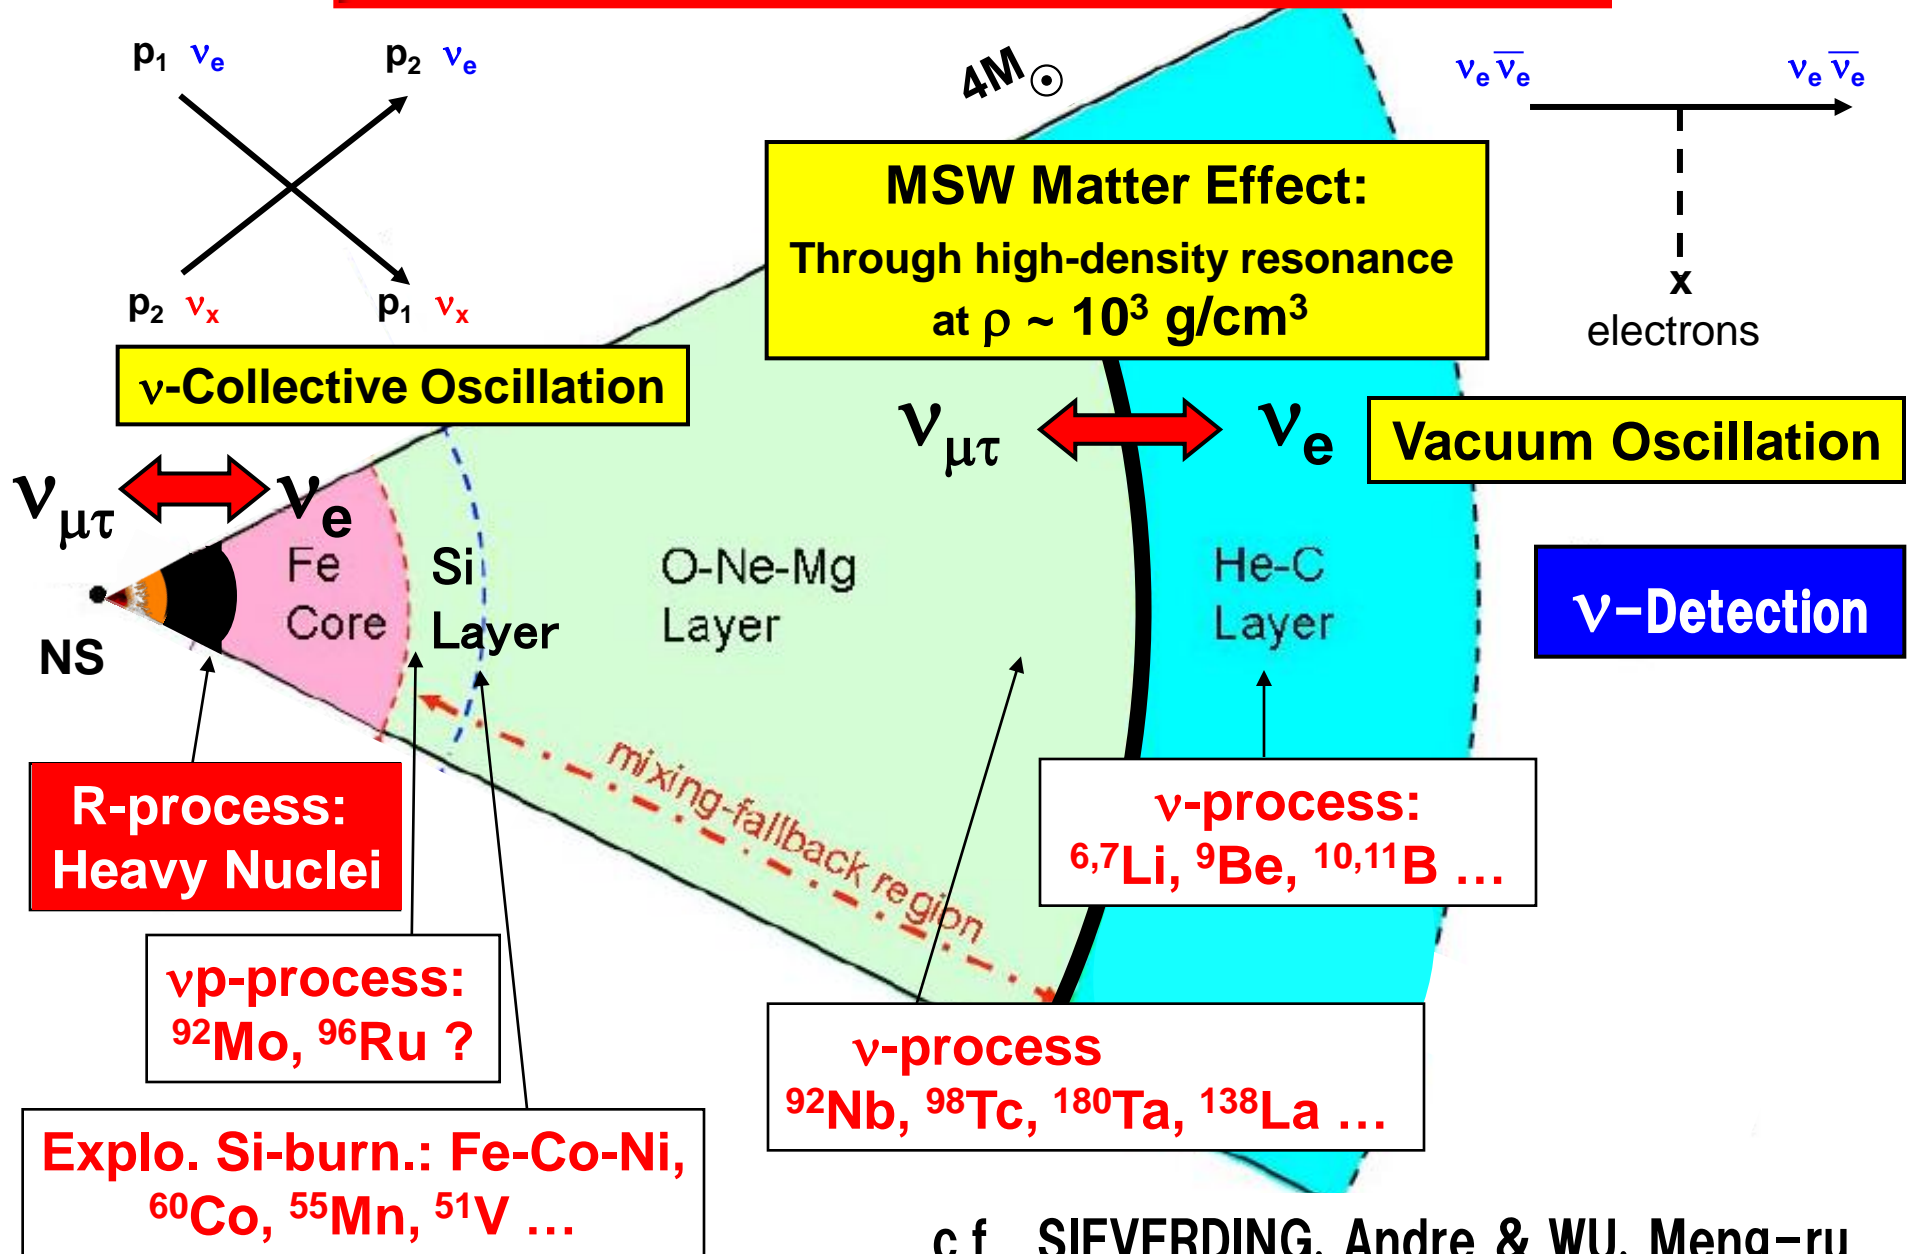 p₁ νₑ
p₂ νₑ
p₂ νₓ
p₁ νₓ
ν-Collective Oscillation
4M☉
MSW Matter Effect:
Through high-density resonance
at ρ ~ 10³ g/cm³
νₑ ν̅ₑ
νₑ ν̅ₑ
x
electrons
ν_μτ
νₑ
ν_μτ
νₑ
Vacuum Oscillation
NS
Fe
Core
Si
Layer
O-Ne-Mg
Layer
He-C
Layer
ν-Detection
mixing-fallback region
R-process:
Heavy Nuclei
νp-process:
⁹²Mo, ⁹⁶Ru ?
Explo. Si-burn.: Fe-Co-Ni,
⁶⁰Co, ⁵⁵Mn, ⁵¹V …
ν-process:
⁶,⁷Li, ⁹Be, ¹⁰,¹¹B …
ν-process
⁹²Nb, ⁹⁸Tc, ¹⁸⁰Ta, ¹³⁸La …
c.f. SIEVERDING, Andre & WU, Meng-ru